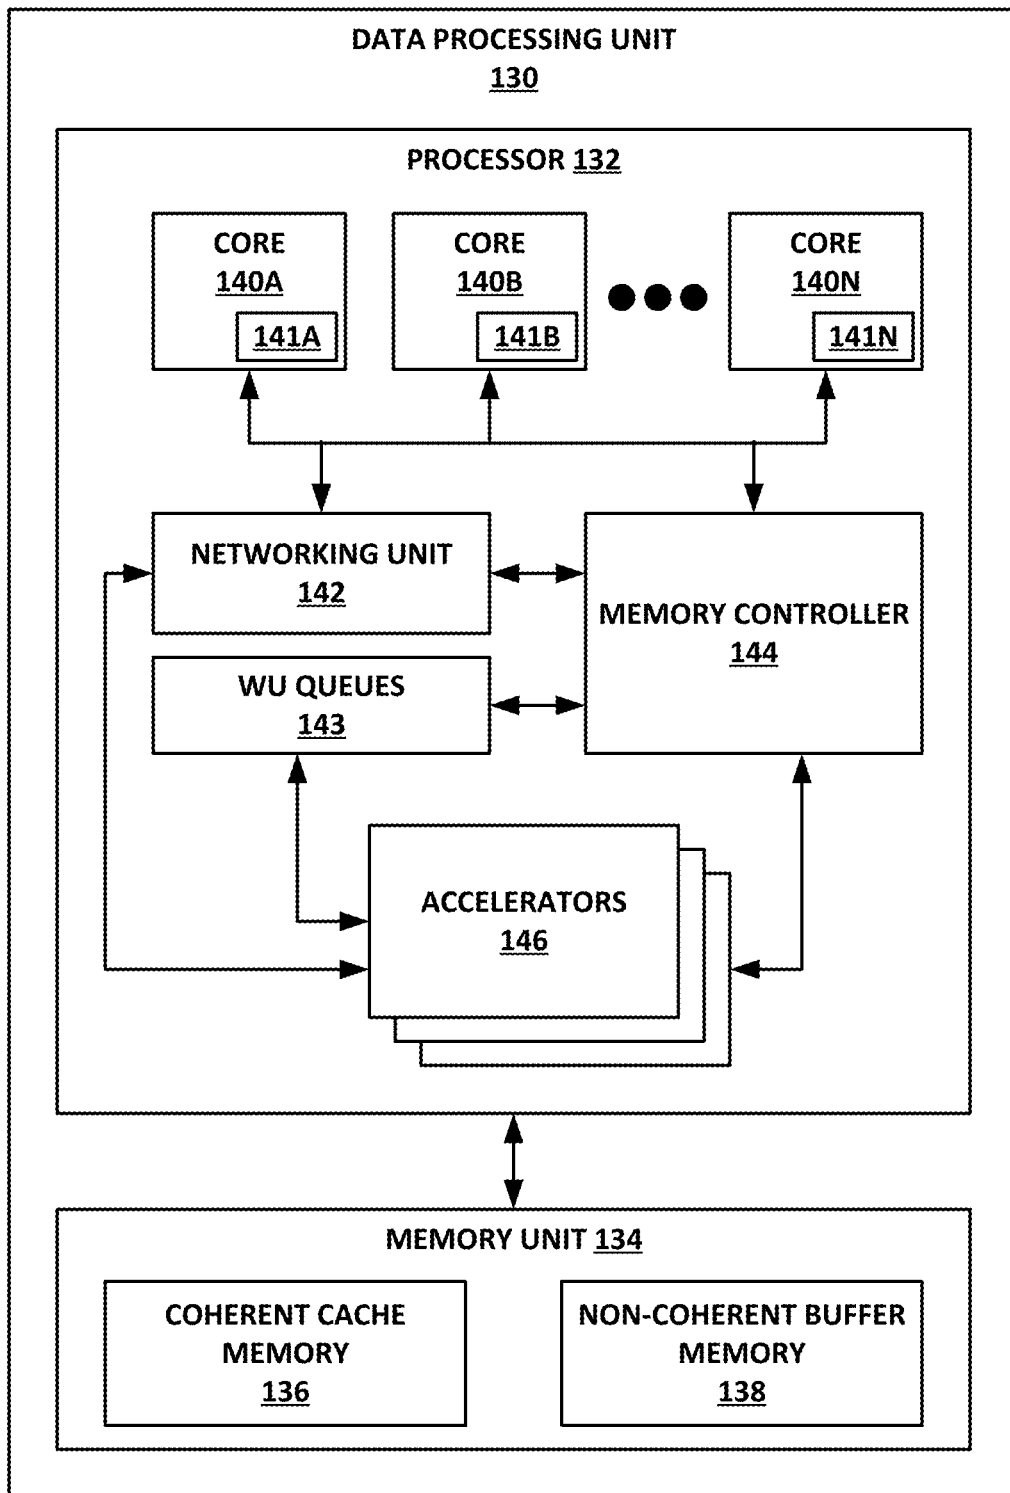 DATA PROCESSING UNIT
130
PROCESSOR 132
CORE
140A
141A
CORE
140B
141B
CORE
140N
141N
NETWORKING UNIT
142
MEMORY CONTROLLER
144
WU QUEUES
143
ACCELERATORS
146
MEMORY UNIT 134
COHERENT CACHE
MEMORY
136
NON-COHERENT BUFFER
MEMORY
138